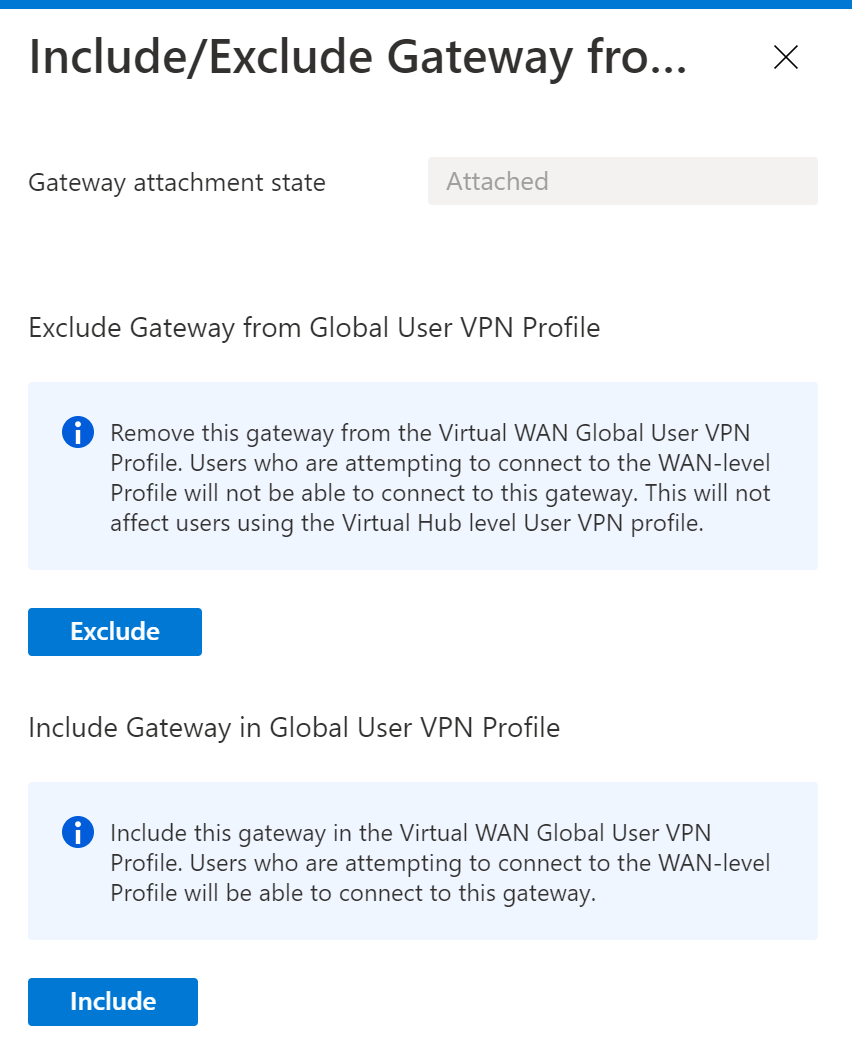 Include/Exclude Gateway fro...
Gateway attachment state
Attached
Exclude Gateway from Global User VPN Profile
Remove this gateway from the Virtual WAN Global User VPN
Profile. Users who are attempting to connect to the WAN-level
Profile will not be able to connect to this gateway. This will not
affect users using the Virtual Hub level User VPN profile.
Exclude
Include Gateway in Global User VPN Profile
Include this gateway in the Virtual WAN Global User VPN
Profile. Users who are attempting to connect to the WAN-level
Profile will be able to connect to this gateway.
Include